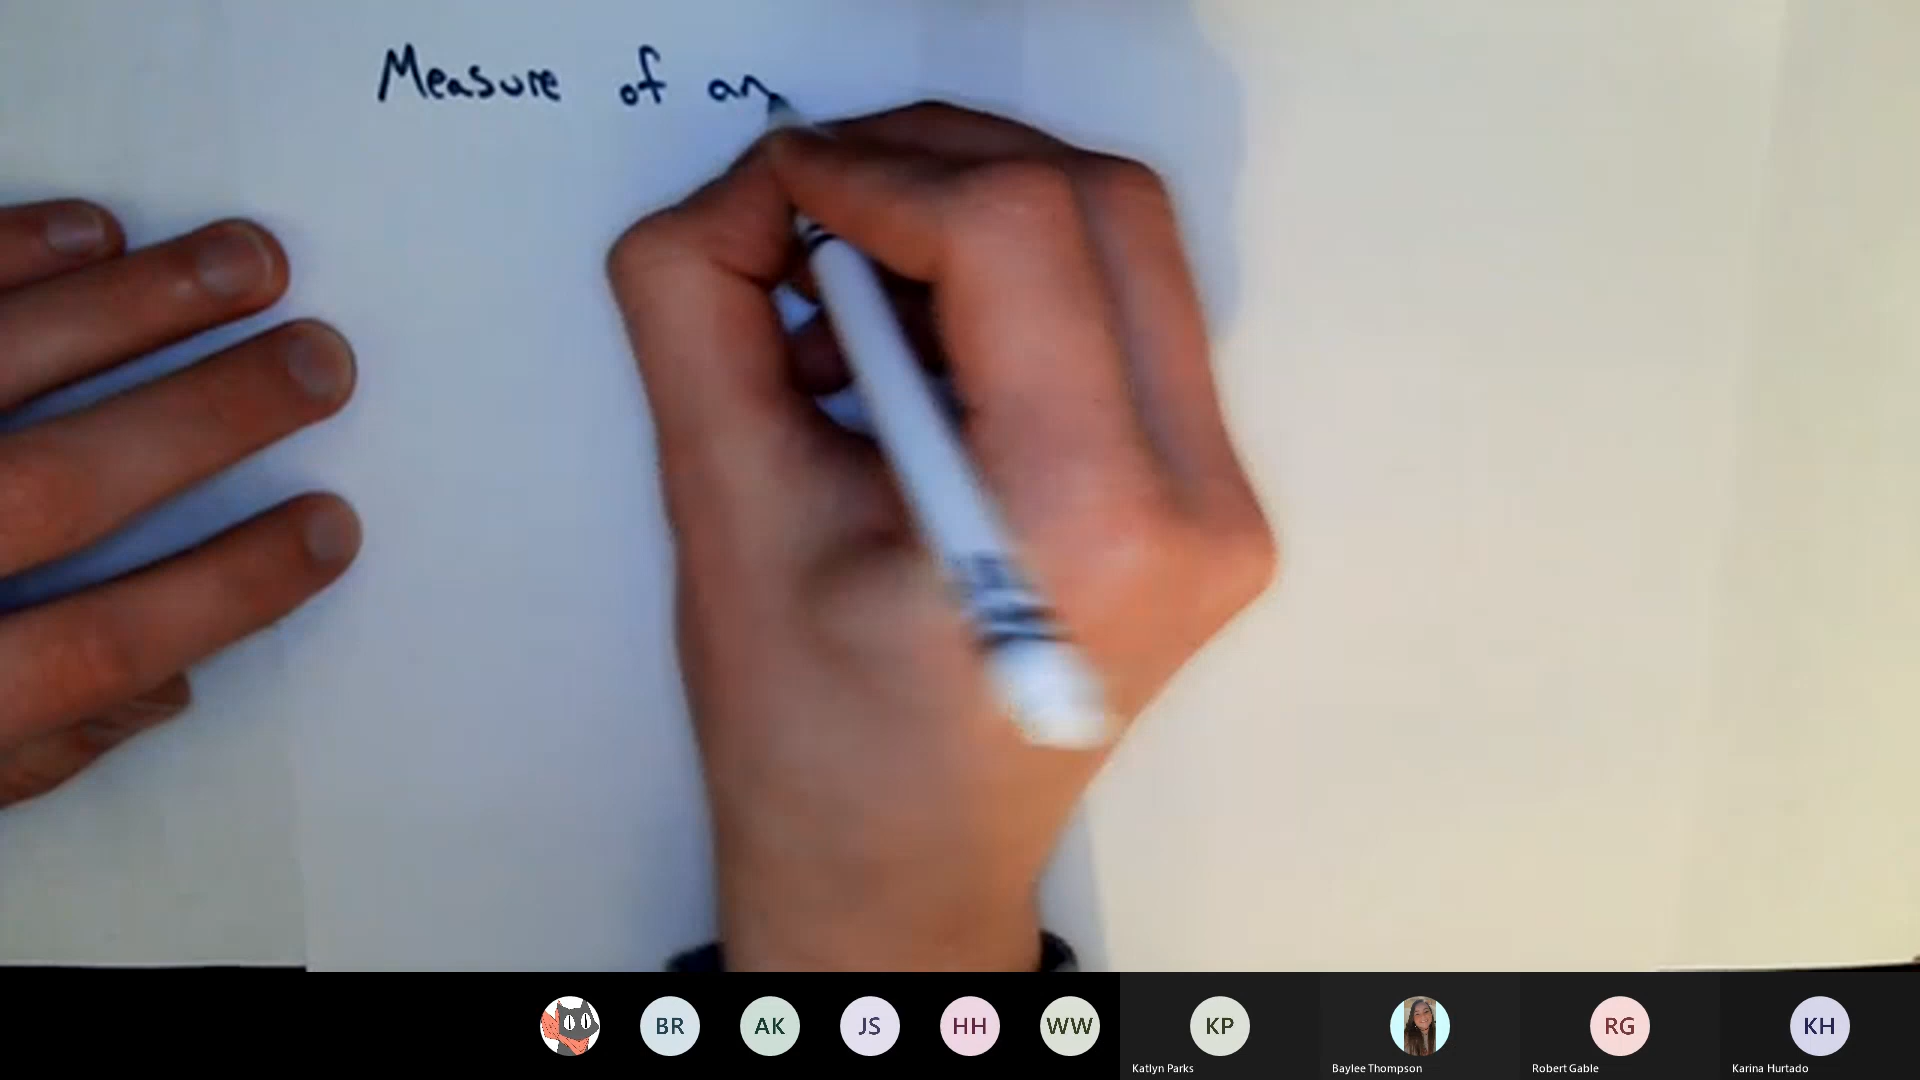 Measure of an
BR
AK
JS
HH
WW
KP
RG
KH
Katlyn Parks
Baylee Thompson
Robert Gable
Karina Hurtado